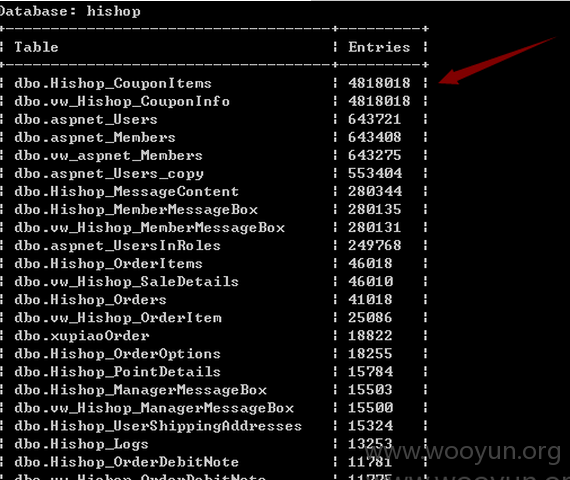 Database: hishop
Table Entries
dbo.Hishop_CouponItems 4818018
dbo.vw_Hishop_CouponInfo 4818018
dbo.aspnet_Users 643721
dbo.aspnet_Members 643408
dbo.vw_aspnet_Members 643275
dbo.aspnet_Users_copy 553404
dbo.Hishop_MessageContent 280344
dbo.Hishop_MemberMessageBox 280135
dbo.vw_Hishop_MemberMessageBox 280131
dbo.aspnet_UsersInRoles 249768
dbo.Hishop_OrderItems 46018
dbo.vw_Hishop_SaleDetails 46010
dbo.Hishop_Orders 41018
dbo.vw_Hishop_OrderItem 25086
dbo.xupiaoOrder 18822
dbo.Hishop_OrderOptions 18255
dbo.Hishop_PointDetails 15784
dbo.Hishop_ManagerMessageBox 15503
dbo.vw_Hishop_ManagerMessageBox 15500
dbo.Hishop_UserShippingAddresses 15324
dbo.Hishop_Logs 13253
www.wooyun.org
dbo.Hishop_OrderDebitNote 11781